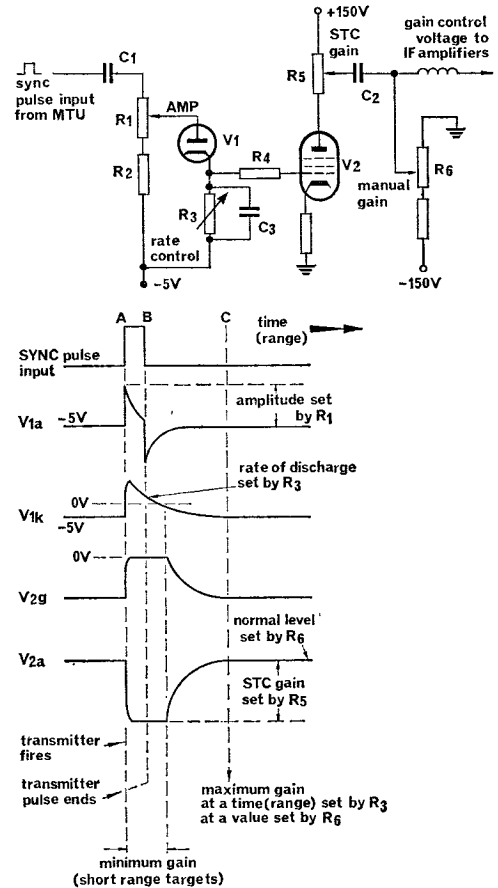 +150V
STC
gain
gain control
voltage to
IF amplifiers
sync
pulse input
from MTU
C1
R1
AMP
V1
R5
C2
R2
R4
V2
manual
gain
R6
R3
C3
rate
control
-5V
-150V
A B C
time
(range)
SYNC pulse
input
V1a
-5V
amplitude set
by R1
rate of discharge
set by R3
V1k
0V
-5V
0V
V2g
normal level
set by R6
V2a
STC gain
set by R5
transmitter
fires
transmitter
pulse ends
maximum gain
at a time (range) set by R3
at a value set by R6
minimum gain
(short range targets)